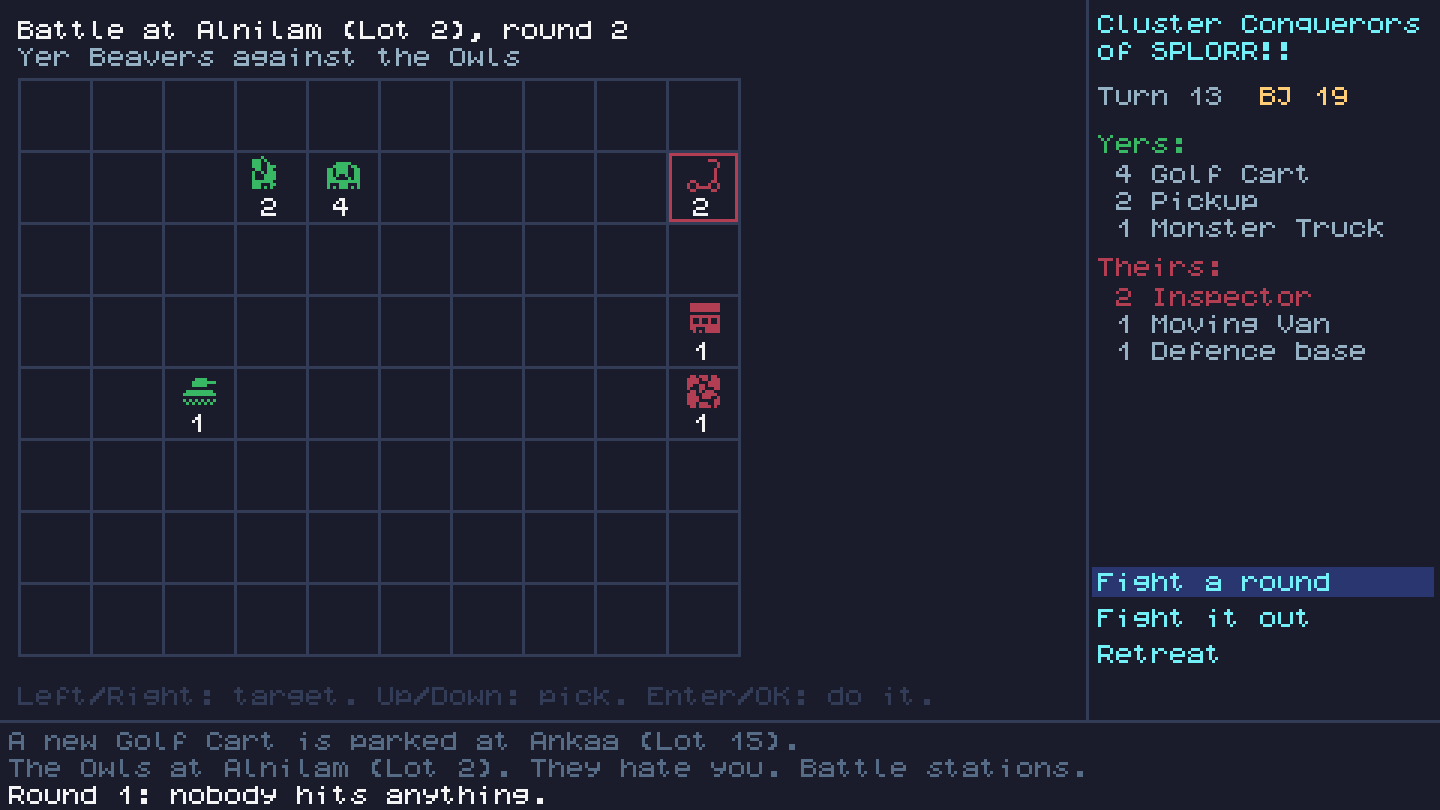 Battle at Alnilam (Lot 2), round 2
Yer Beavers against the Owls
2
4
2
1
1
1
Left/Right: target. Up/Down: pick. Enter/OK: do it.
Cluster Conquerors
of SPLORR!!
Turn 13 BJ 19
Yers:
4 Golf Cart
2 Pickup
1 Monster Truck
Theirs:
2 Inspector
1 Moving Van
1 Defence base
Fight a round
Fight it out
Retreat
A new Golf Cart is parked at Ankaa (Lot 15).
The Owls at Alnilam (Lot 2). They hate you. Battle stations.
Round 1: nobody hits anything.